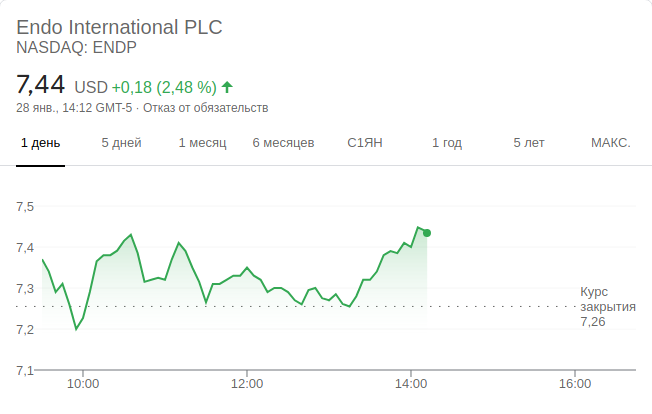 Endo International PLC
NASDAQ: ENDP
7,44 USD +0,18 (2,48 %)
28 янв., 14:12 GMT-5 · Отказ от обязательств
1 день 5 дней 1 месяц 6 месяцев С1ЯН 1 год 5 лет МАКС.
7,5
7,4
7,3
7,2
7,1
Курс
закрытия
7,26
10:00 12:00 14:00 16:00